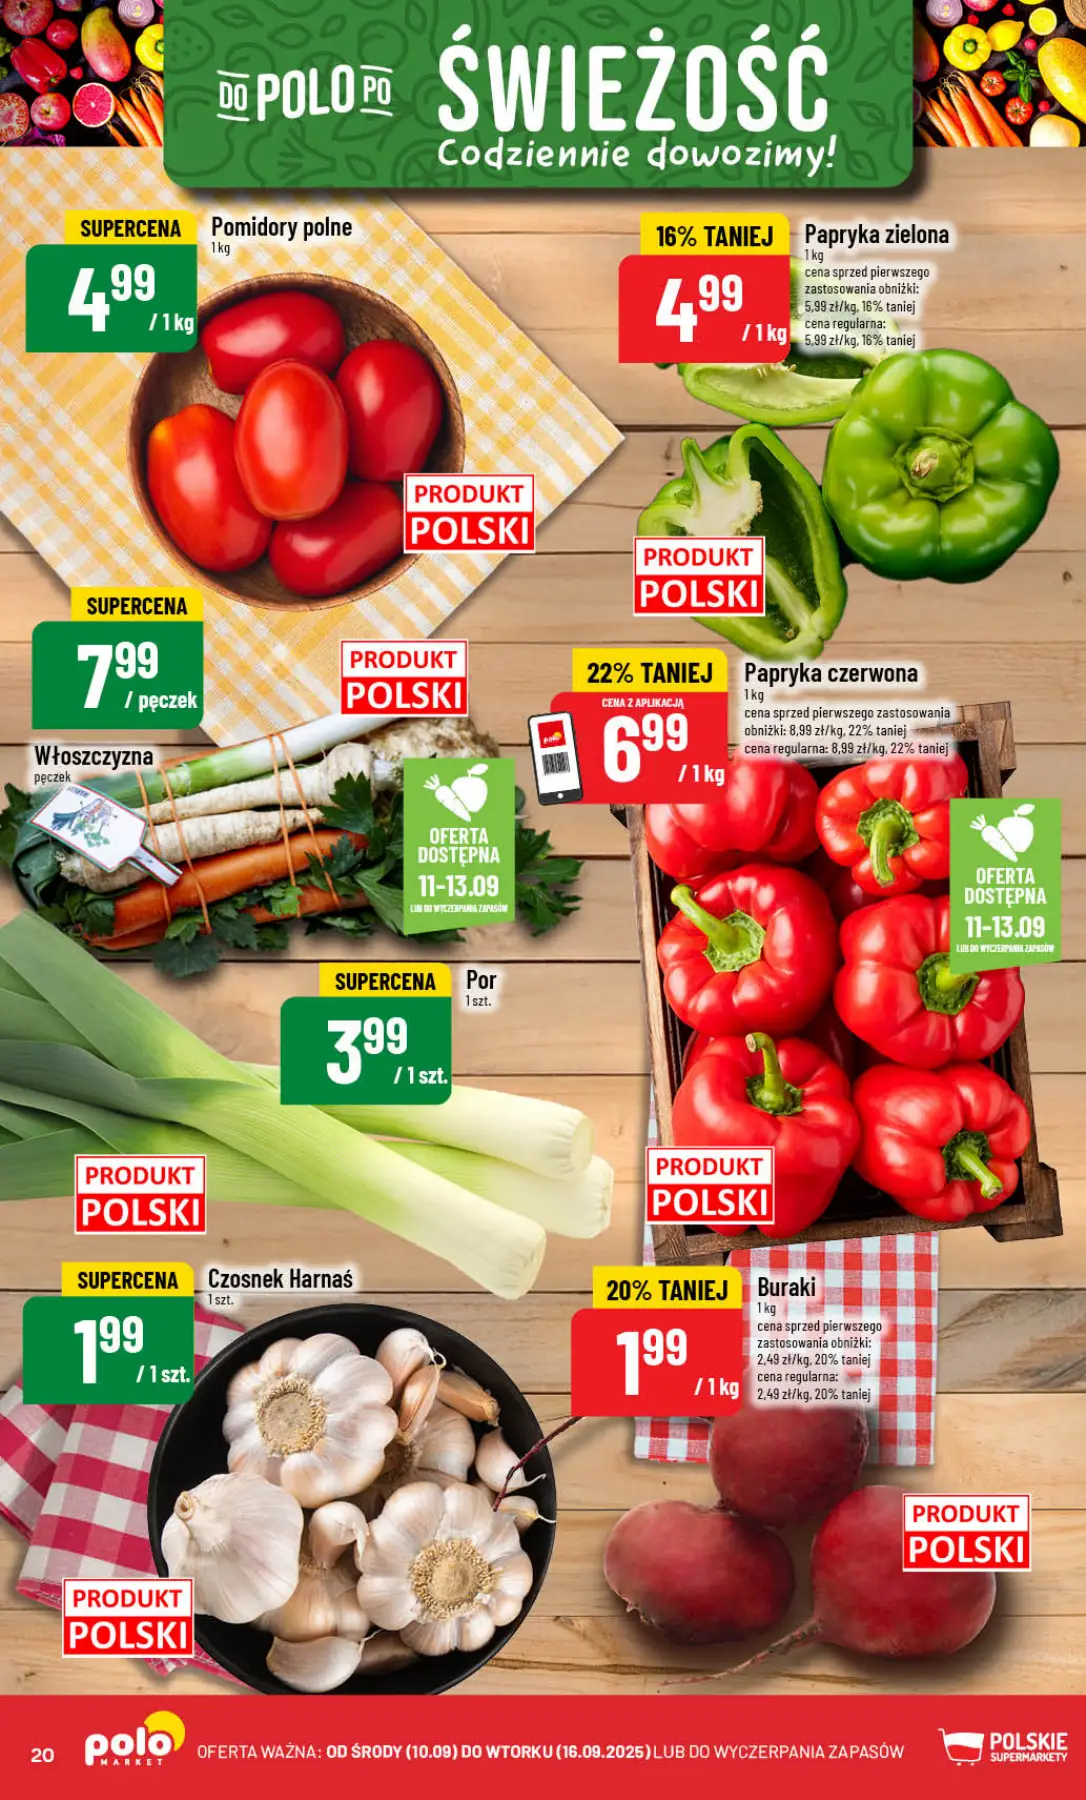 DO POLO PO
ŚWIEŻOŚĆ
Codziennie dowozimy!
SUPERCENA
Pomidory polne
1 kg
4,99
/ 1 kg
PRODUKT
POLSKI
16% TANIEJ
Papryka zielona
1 kg
cena sprzed pierwszego
zastosowania obniżki:
5,99 zł/kg, 16% taniej
cena regularna:
5,99 zł/kg, 16% taniej
4,99
/ 1 kg
PRODUKT
POLSKI
SUPERCENA
7,99
/ pęczek
Włoszczyzna
pęczek
PRODUKT
POLSKI
OFERTA
DOSTĘPNA
11-13.09
LUB DO WYCZERPANIA ZAPASÓW
22% TANIEJ
Papryka czerwona
1 kg
cena sprzed pierwszego zastosowania
obniżki: 8,99 zł/kg, 22% taniej
cena regularna: 8,99 zł/kg, 22% taniej
CENA Z APLIKACJĄ
polo
6,99
/ 1 kg
OFERTA
DOSTĘPNA
11-13.09
LUB DO WYCZERPANIA ZAPASÓW
PRODUKT
POLSKI
SUPERCENA
Por
1 szt.
3,99
/ 1 szt.
PRODUKT
POLSKI
SUPERCENA
Czosnek Harnaś
1 szt.
1,99
/ 1 szt.
PRODUKT
POLSKI
20% TANIEJ
Buraki
1 kg
cena sprzed pierwszego
zastosowania obniżki:
2,49 zł/kg, 20% taniej
cena regularna:
2,49 zł/kg, 20% taniej
1,99
/ 1 kg
PRODUKT
POLSKI
20
polo
MARKET
OFERTA WAŻNA: OD ŚRODY (10.09) DO WTORKU (16.09.2025) LUB DO WYCZERPANIA ZAPASÓW
POLSKIE
SUPERMARKETY